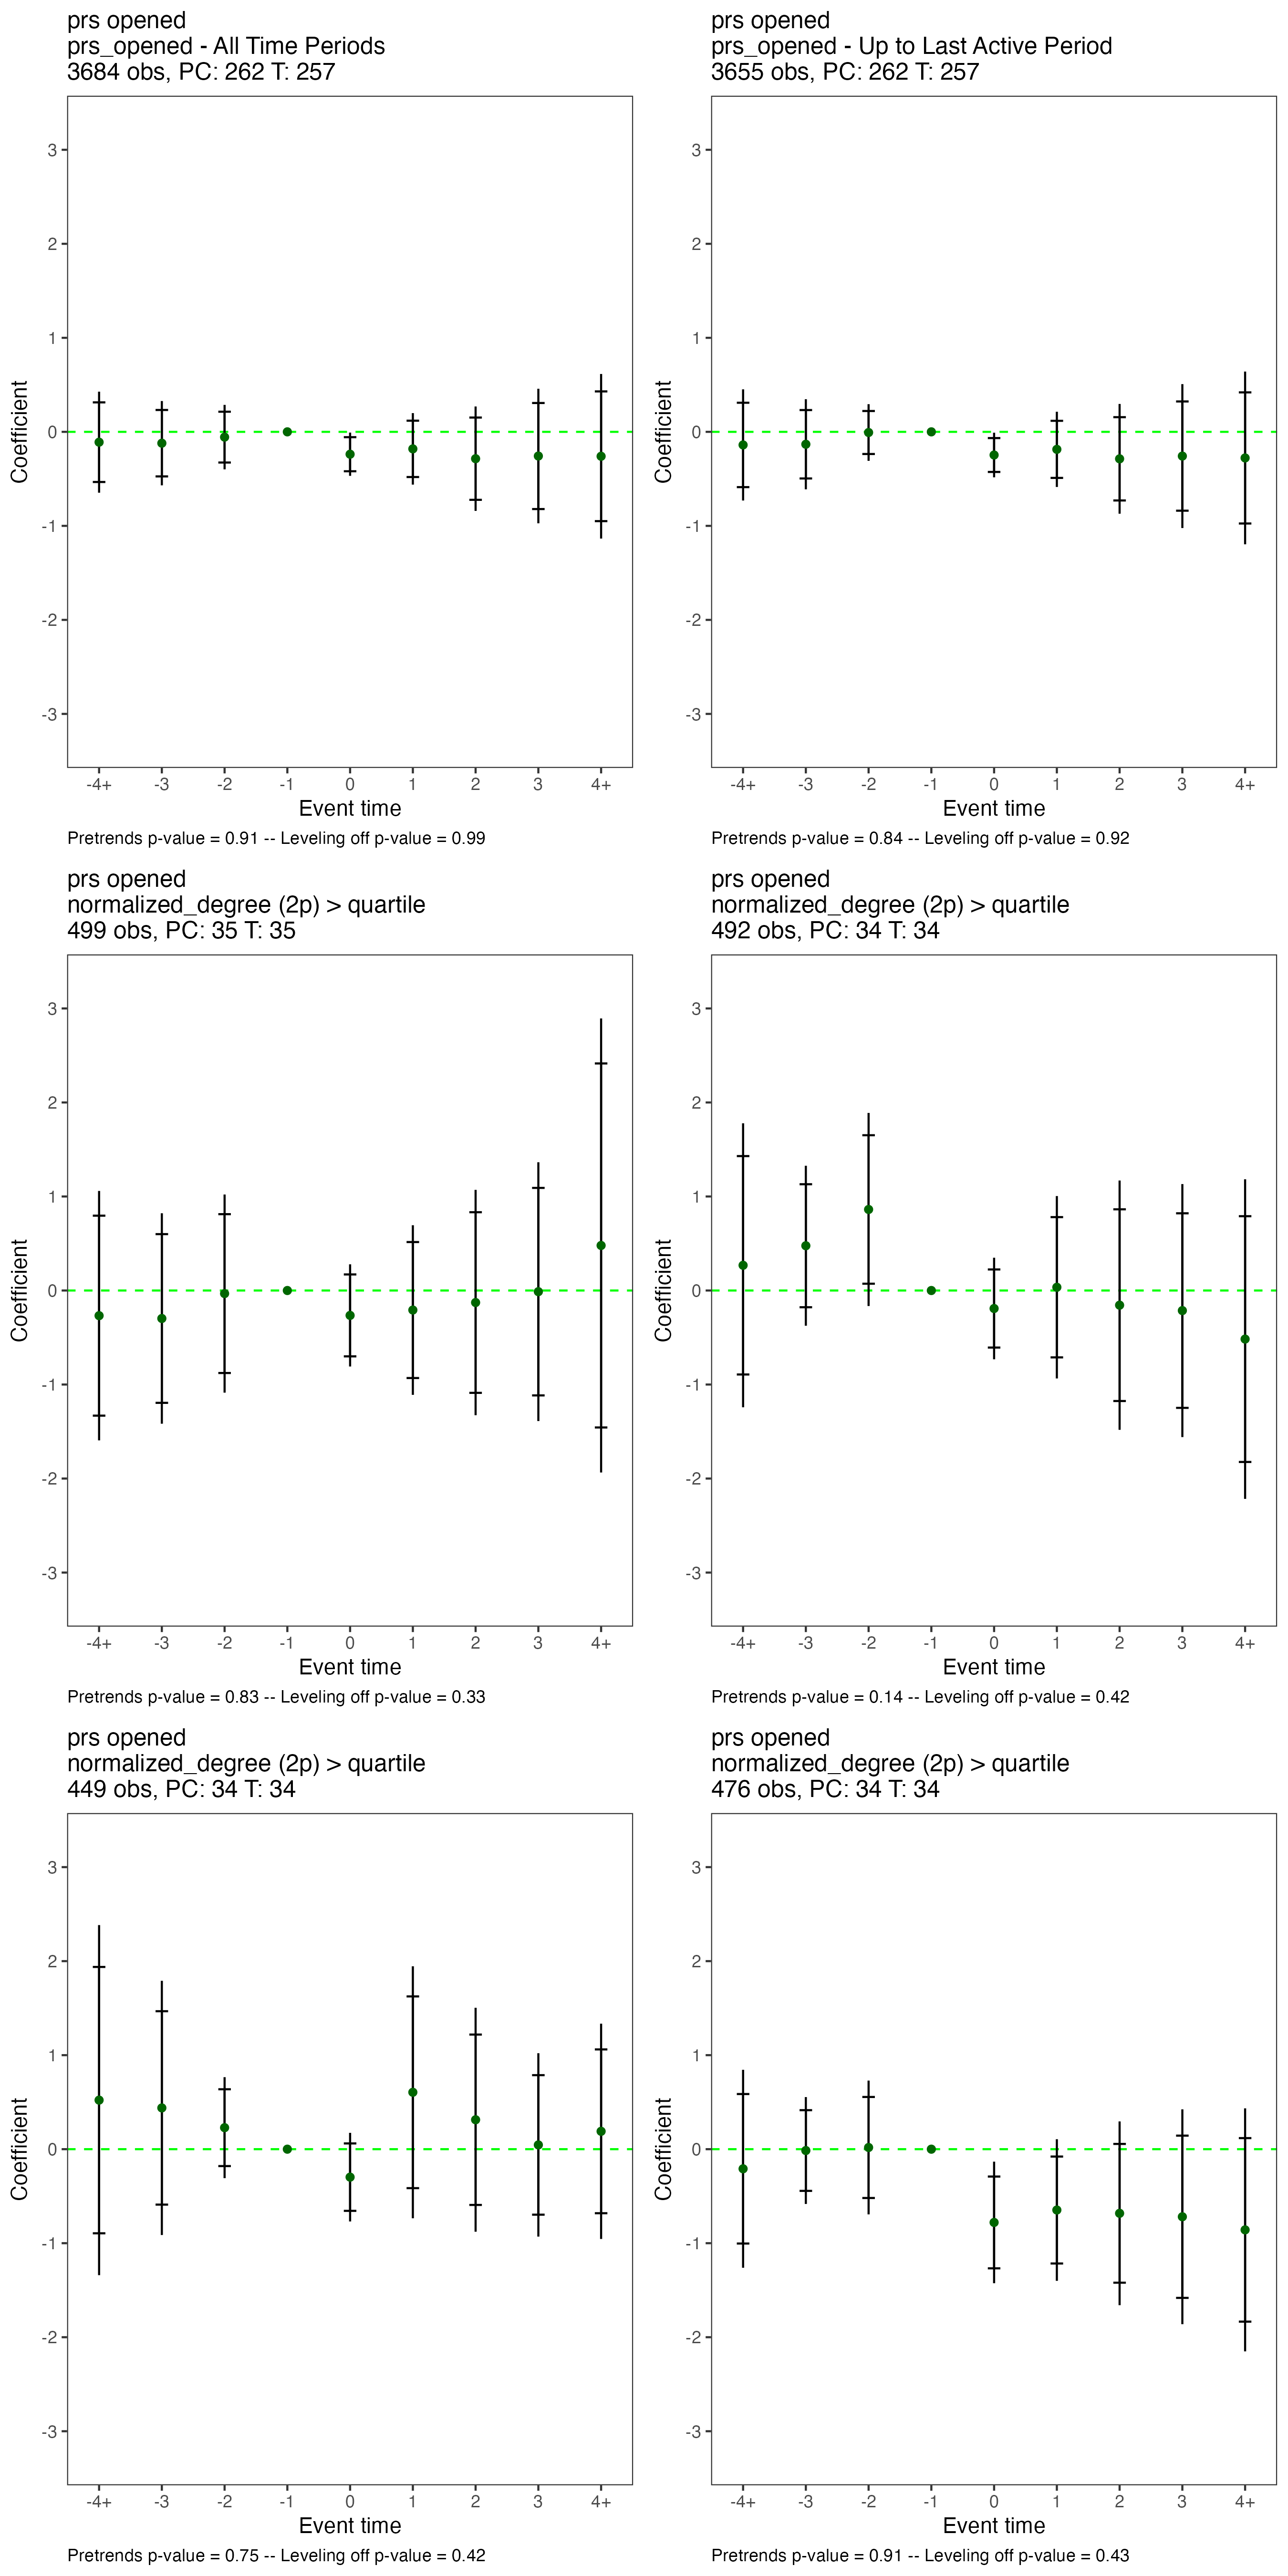 prs opened
prs_opened - All Time Periods
3684 obs, PC: 262 T: 257
3
2
1
0
-1
-2
-3
Coefficient
-4+ -3 -2 -1 0 1 2 3 4+
Event time
Pretrends p-value = 0.91 -- Leveling off p-value = 0.99
prs opened
prs_opened - Up to Last Active Period
3655 obs, PC: 262 T: 257
3
2
1
0
-1
-2
-3
Coefficient
-4+ -3 -2 -1 0 1 2 3 4+
Event time
Pretrends p-value = 0.84 -- Leveling off p-value = 0.92
prs opened
normalized_degree (2p) > quartile
499 obs, PC: 35 T: 35
3
2
1
0
-1
-2
-3
Coefficient
-4+ -3 -2 -1 0 1 2 3 4+
Event time
Pretrends p-value = 0.83 -- Leveling off p-value = 0.33
prs opened
normalized_degree (2p) > quartile
492 obs, PC: 34 T: 34
3
2
1
0
-1
-2
-3
Coefficient
-4+ -3 -2 -1 0 1 2 3 4+
Event time
Pretrends p-value = 0.14 -- Leveling off p-value = 0.42
prs opened
normalized_degree (2p) > quartile
449 obs, PC: 34 T: 34
3
2
1
0
-1
-2
-3
Coefficient
-4+ -3 -2 -1 0 1 2 3 4+
Event time
Pretrends p-value = 0.75 -- Leveling off p-value = 0.42
prs opened
normalized_degree (2p) > quartile
476 obs, PC: 34 T: 34
3
2
1
0
-1
-2
-3
Coefficient
-4+ -3 -2 -1 0 1 2 3 4+
Event time
Pretrends p-value = 0.91 -- Leveling off p-value = 0.43